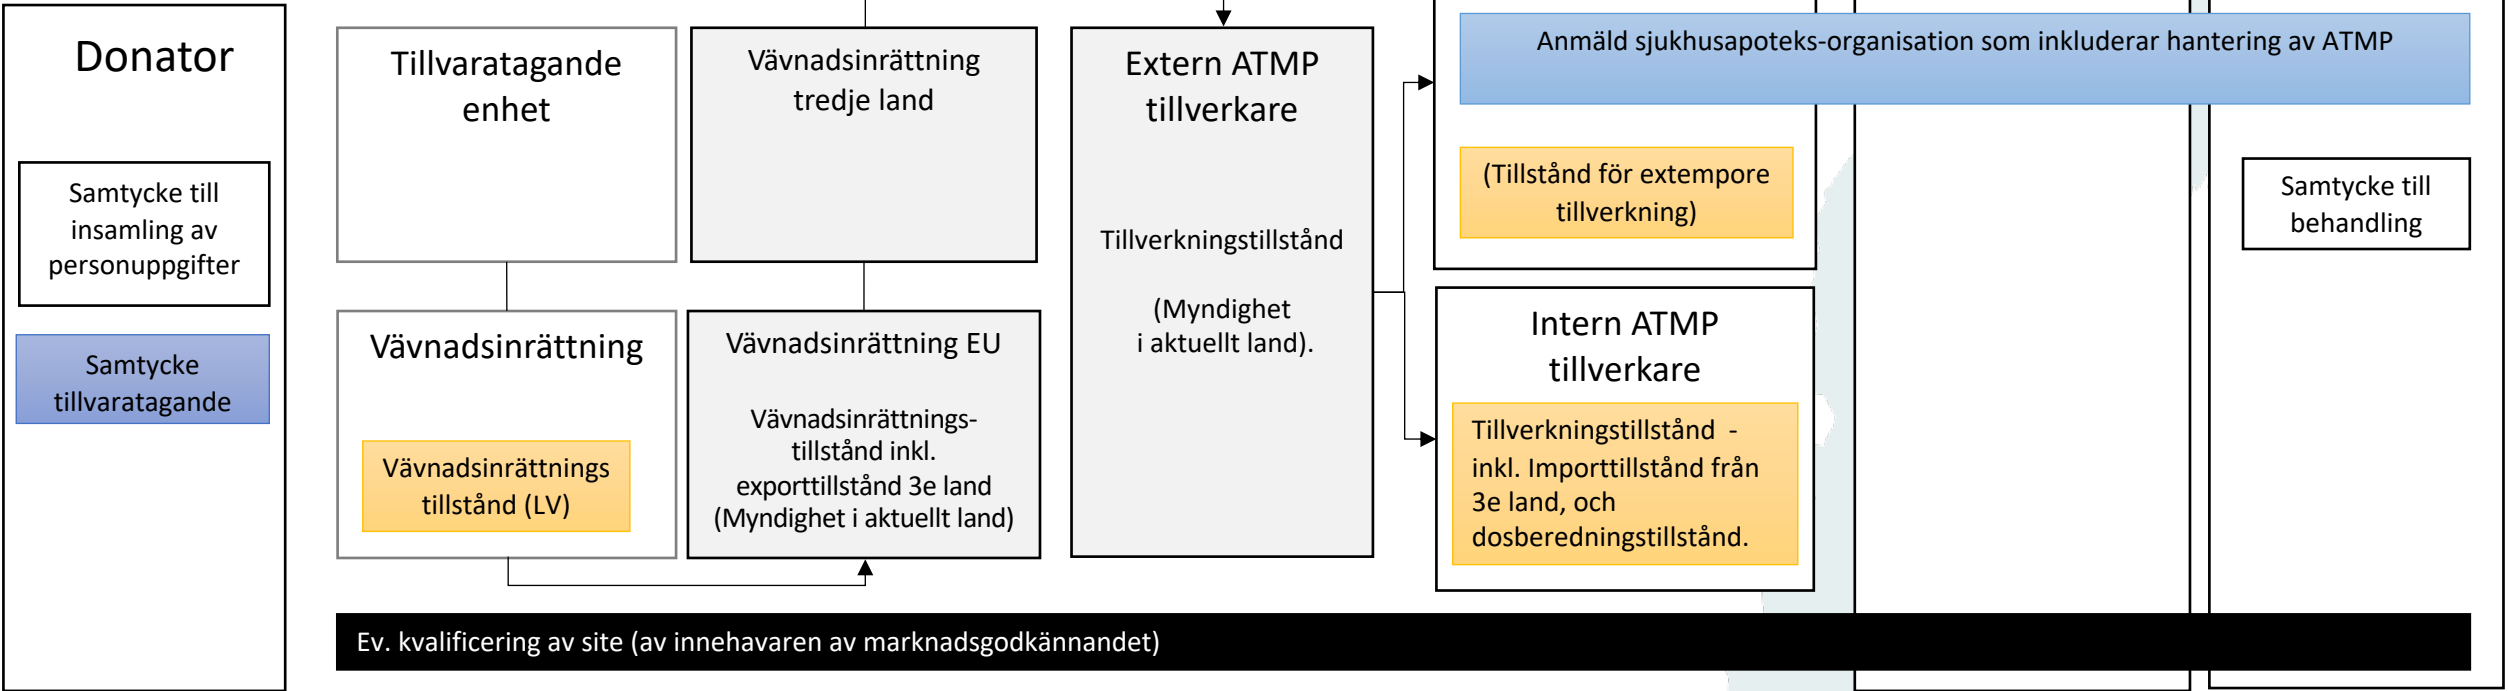 Donator
Samtycke till
insamling av
personuppgifter
Samtycke
tillvaratagande
Tillvaratagande
enhet
Vävnadsinrättning
Vävnadsinrättnings
tillstånd (LV)
Vävnadsinrättning
tredje land
Vävnadsinrättning EU
Vävnadsinrättnings-
tillstånd inkl.
exporttillstånd 3e land
(Myndighet i aktuellt land)
Extern ATMP
tillverkare
Tillverkningstillstånd
(Myndighet
i aktuellt land).
Anmäld sjukhusapoteks-organisation som inkluderar hantering av ATMP
(Tillstånd för extempore
tillverkning)
Intern ATMP
tillverkare
Tillverkningstillstånd -
inkl. Importtillstånd från
3e land, och
dosberedningstillstånd.
Samtycke till
behandling
Ev. kvalificering av site (av innehavaren av marknadsgodkännandet)